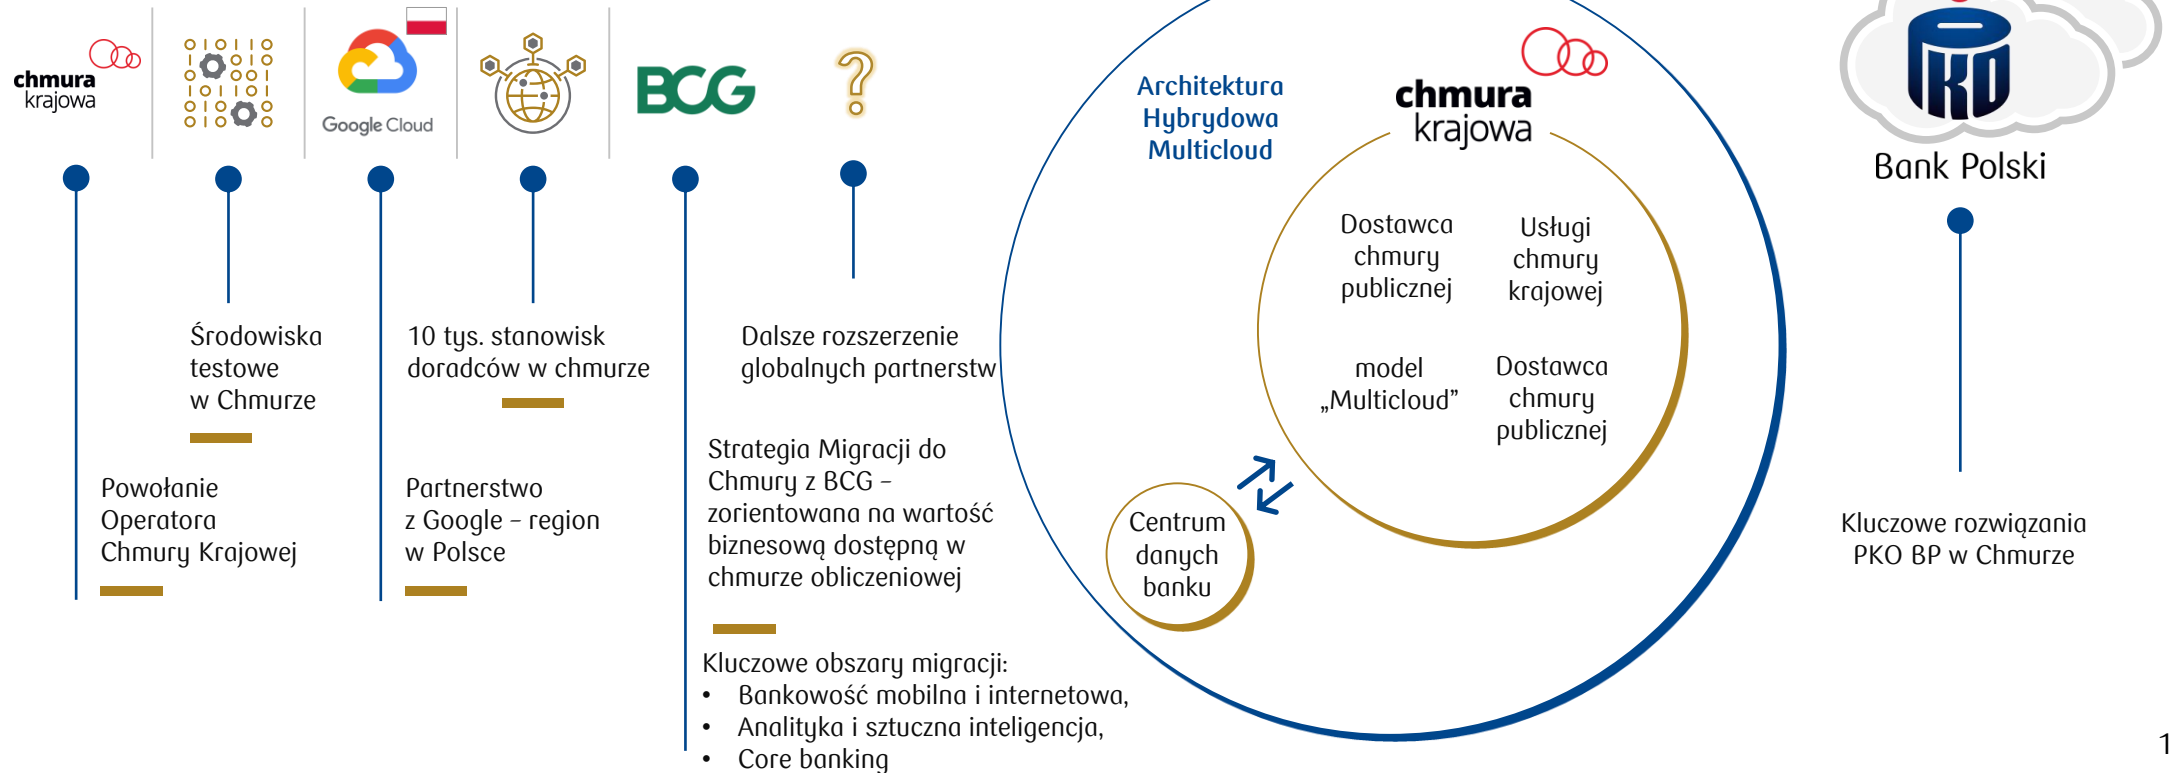 chmura
krajowa
Google Cloud
BCG
?
Środowiska
testowe
w Chmurze
10 tys. stanowisk
doradców w chmurze
Dalsze rozszerzenie
globalnych partnerstw
Powołanie
Operatora
Chmury Krajowej
Partnerstwo
z Google – region
w Polsce
Strategia Migracji do
Chmury z BCG –
zorientowana na wartość
biznesową dostępną w
chmurze obliczeniowej
Kluczowe obszary migracji:
• Bankowość mobilna i internetowa,
• Analityka i sztuczna inteligencja,
• Core banking
Architektura
Hybrydowa
Multicloud
chmura
krajowa
Dostawca
chmury
publicznej
Usługi
chmury
krajowej
model
„Multicloud”
Dostawca
chmury
publicznej
Centrum
danych
banku
PKO
Bank Polski
Kluczowe rozwiązania
PKO BP w Chmurze
1